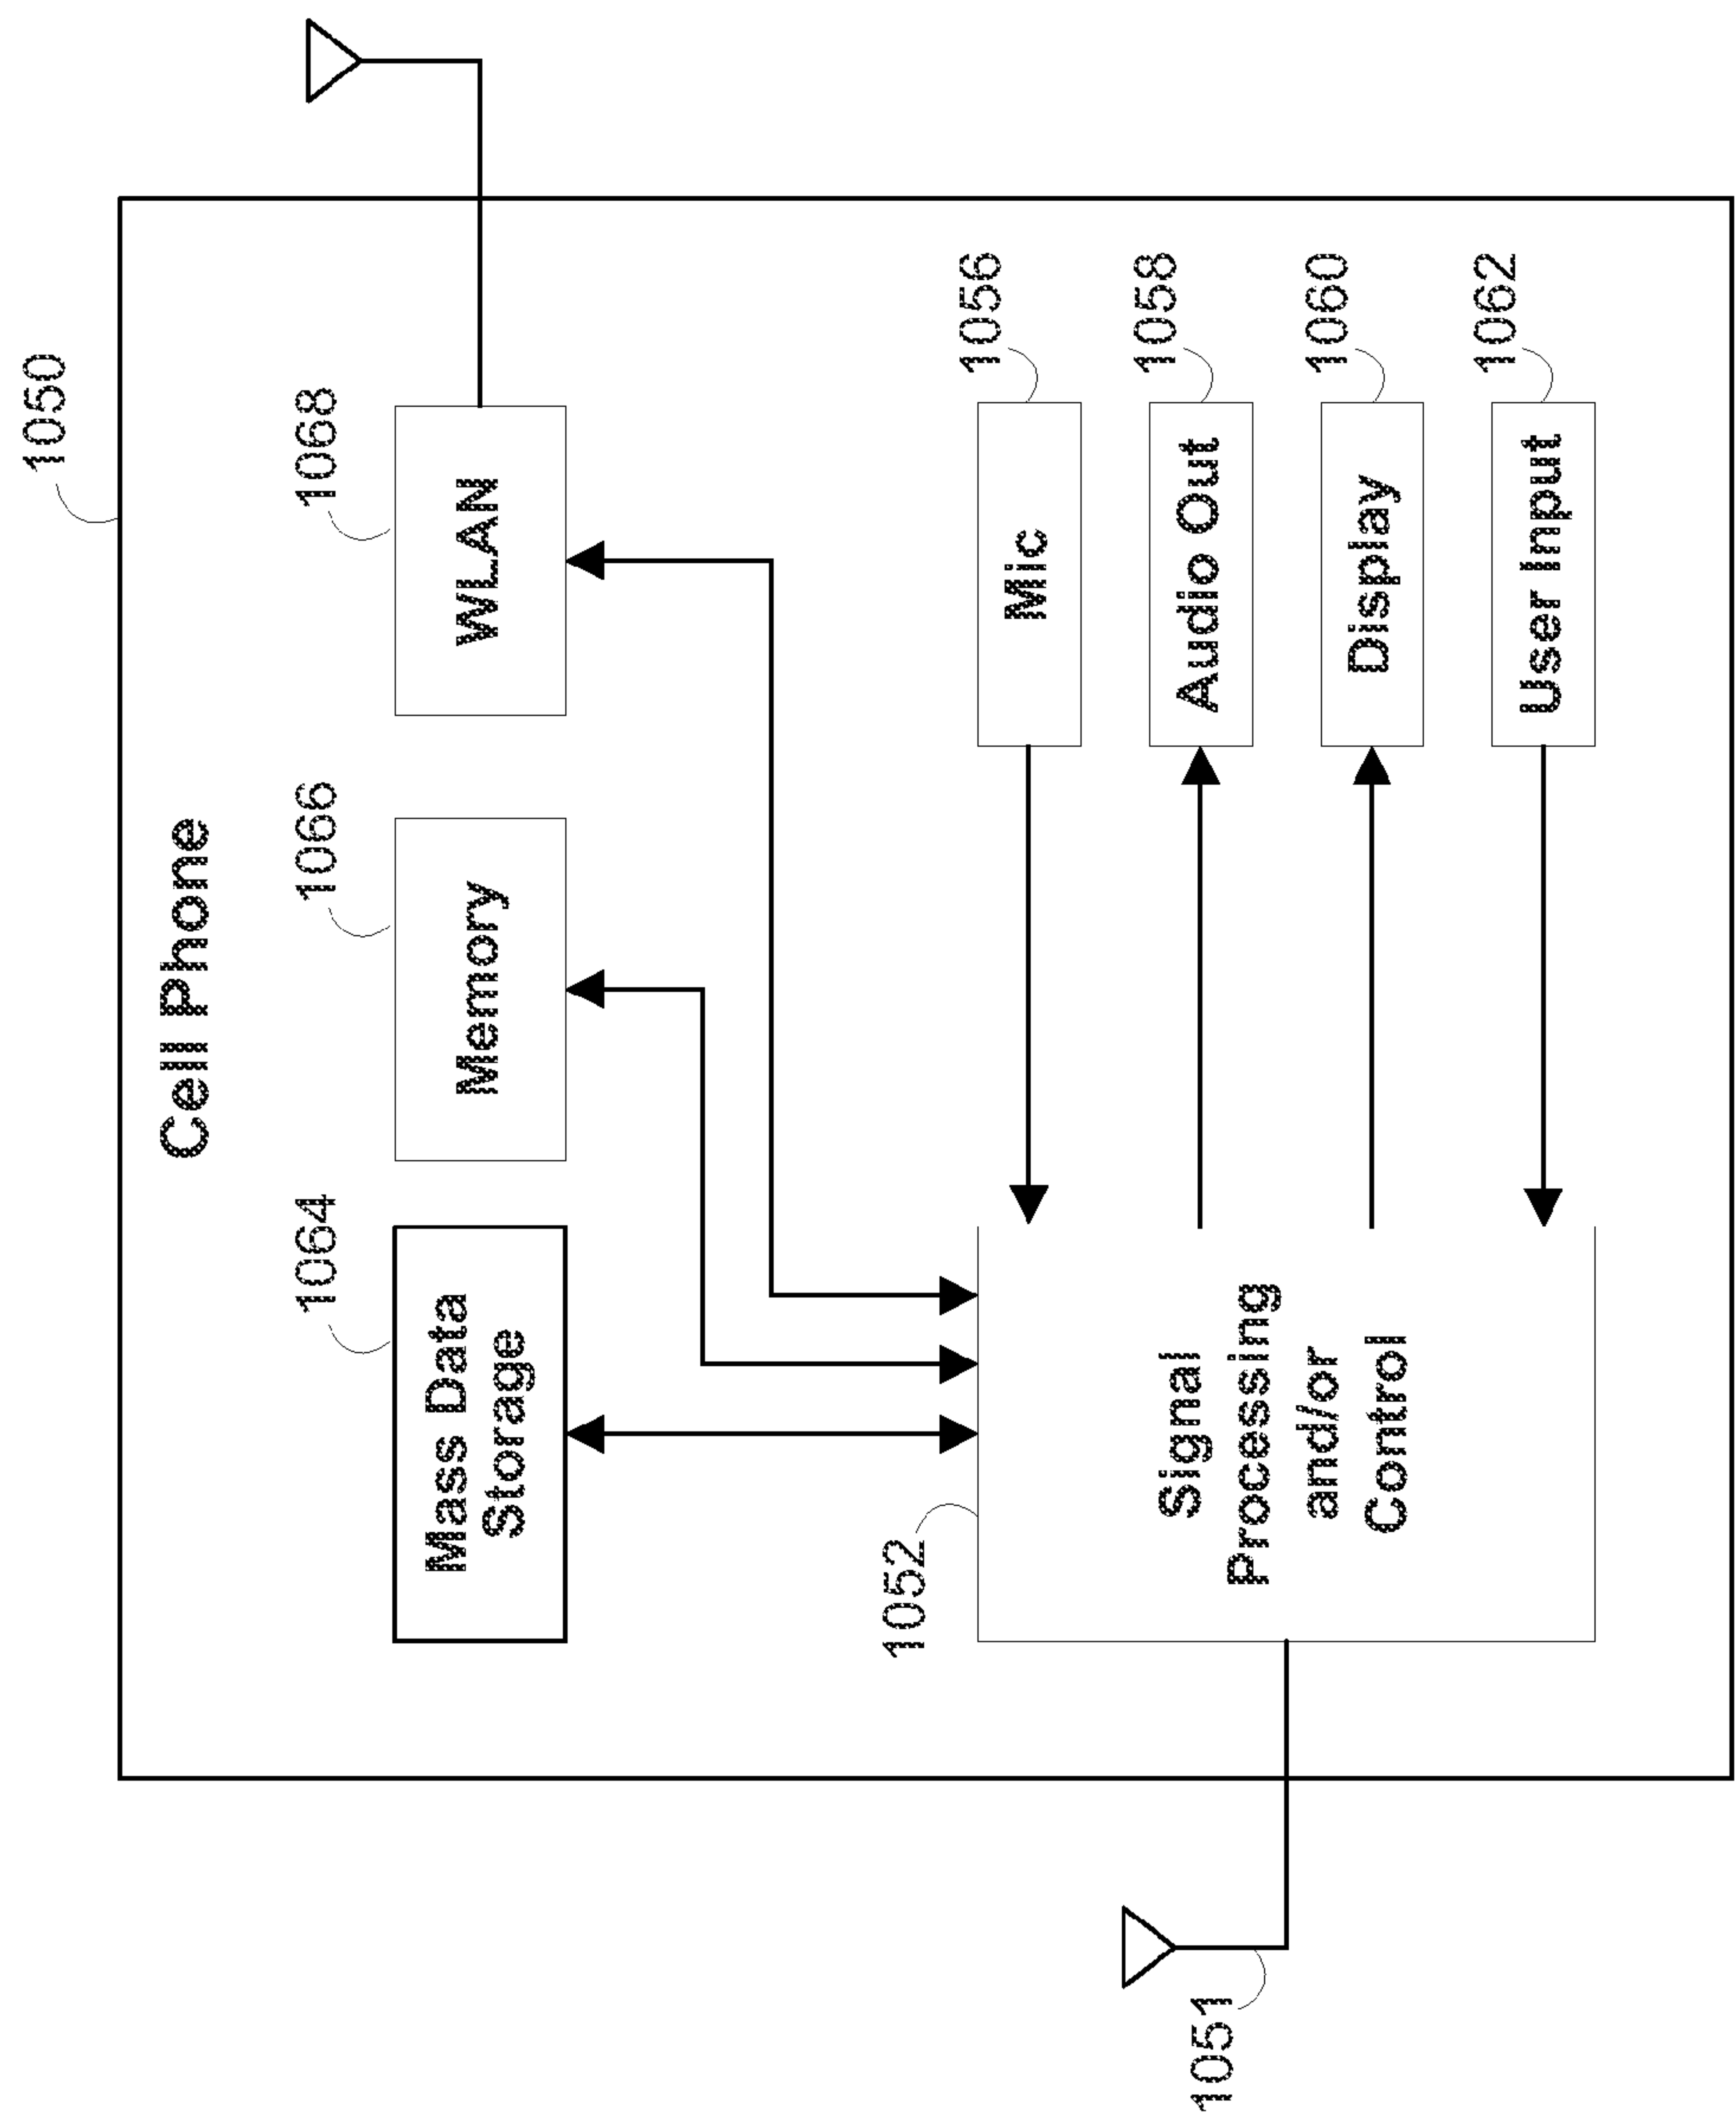 1050
Cell Phone
1064
1066
1068
Mass Data
Storage
Memory
WLAN
1052
1056
Mic
Signal
Processing
and/or
Control
1058
Audio Out
1060
Display
1062
User Input
1051